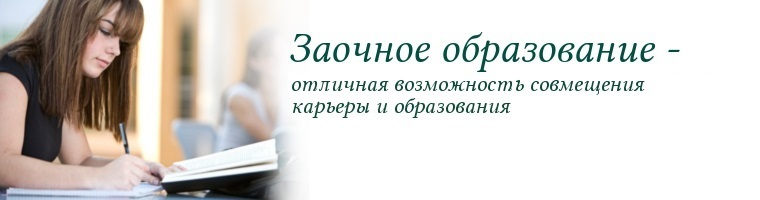 Заочное образование -
отличная возможность совмещения
карьеры и образования